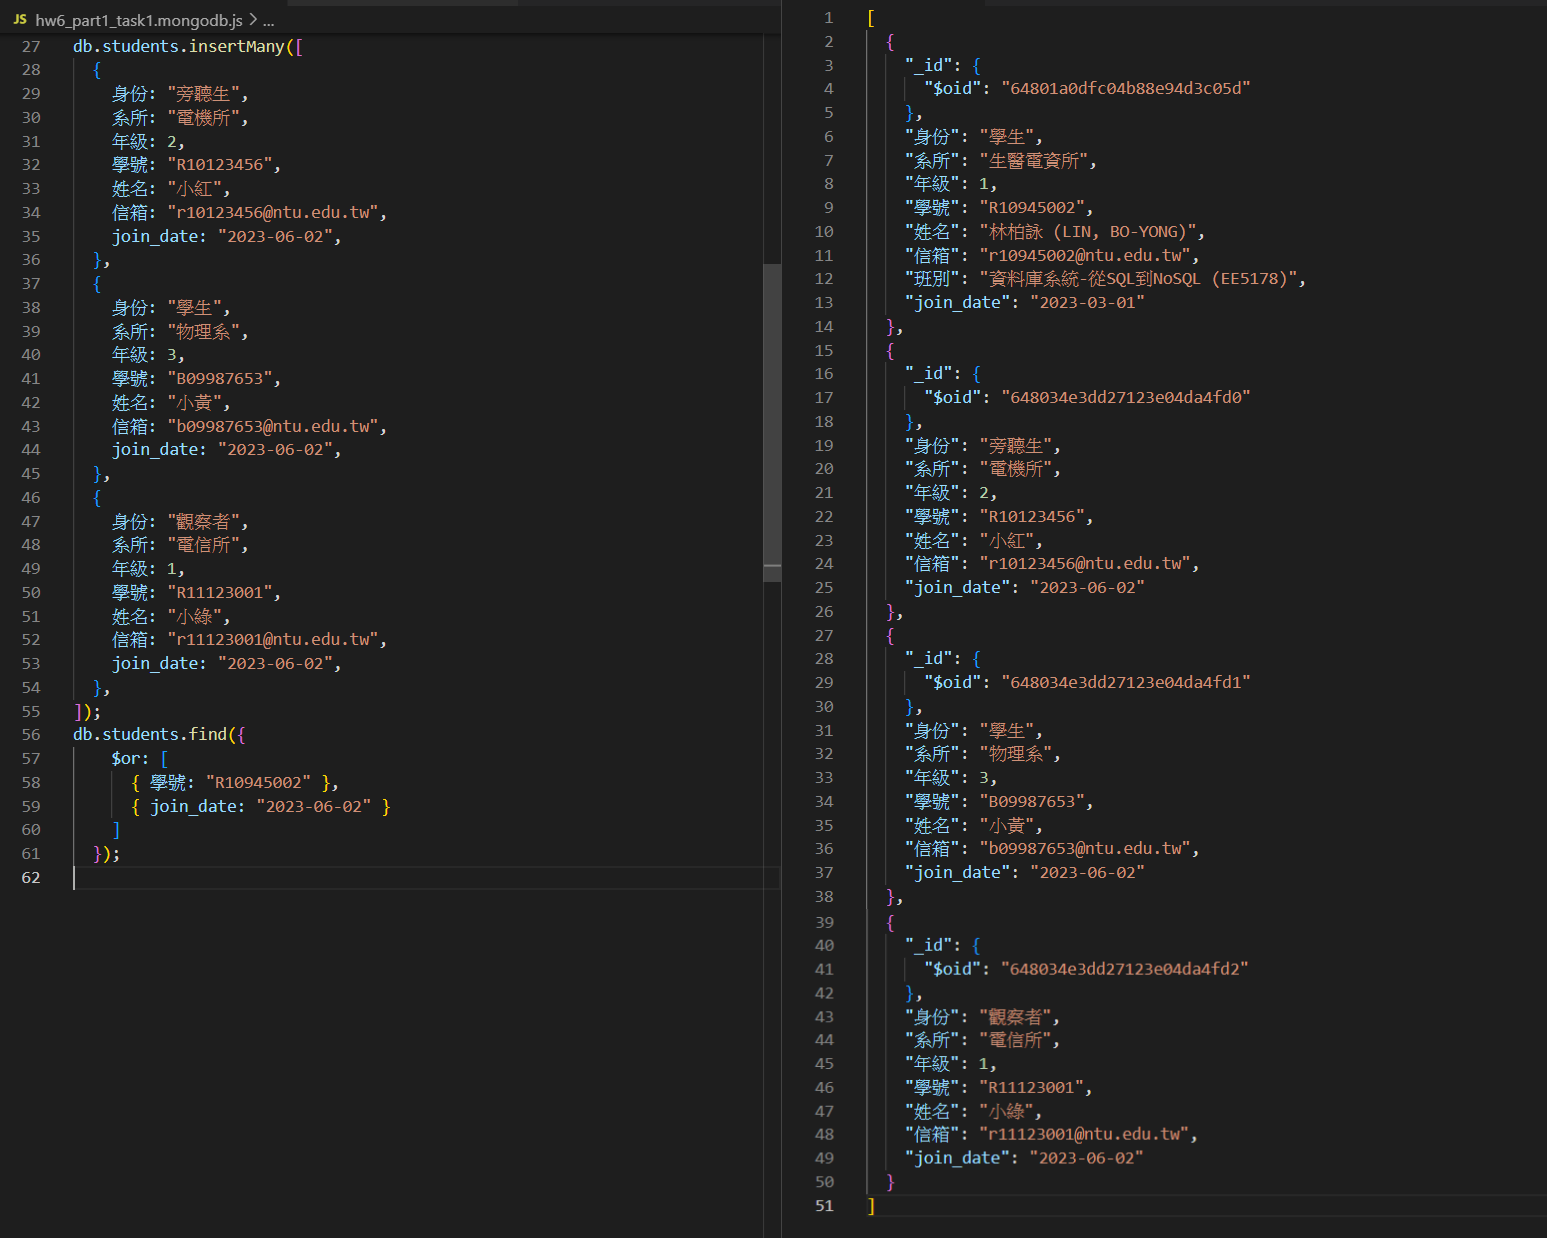 JS hw6_part1_task1.mongodb.js > ...
27 db.students.insertMany([
28 {
29 身份: "旁聽生",
30 系所: "電機所",
31 年級: 2,
32 學號: "R10123456",
33 姓名: "小紅",
34 信箱: "r10123456@ntu.edu.tw",
35 join_date: "2023-06-02",
36 },
37 {
38 身份: "學生",
39 系所: "物理系",
40 年級: 3,
41 學號: "B09987653",
42 姓名: "小黃",
43 信箱: "b09987653@ntu.edu.tw",
44 join_date: "2023-06-02",
45 },
46 {
47 身份: "觀察者",
48 系所: "電信所",
49 年級: 1,
50 學號: "R11123001",
51 姓名: "小綠",
52 信箱: "r11123001@ntu.edu.tw",
53 join_date: "2023-06-02",
54 },
55 ]);
56 db.students.find({
57 $or: [
58 { 學號: "R10945002" },
59 { join_date: "2023-06-02" }
60 ]
61 });
62
1 [
2 {
3 "_id": {
4 "$oid": "64801a0dfc04b88e94d3c05d"
5 },
6 "身份": "學生",
7 "系所": "生醫電資所",
8 "年級": 1,
9 "學號": "R10945002",
10 "姓名": "林柏詠 (LIN, BO-YONG)",
11 "信箱": "r10945002@ntu.edu.tw",
12 "班別": "資料庫系統-從SQL到NoSQL (EE5178)",
13 "join_date": "2023-03-01"
14 },
15 {
16 "_id": {
17 "$oid": "648034e3dd27123e04da4fd0"
18 },
19 "身份": "旁聽生",
20 "系所": "電機所",
21 "年級": 2,
22 "學號": "R10123456",
23 "姓名": "小紅",
24 "信箱": "r10123456@ntu.edu.tw",
25 "join_date": "2023-06-02"
26 },
27 {
28 "_id": {
29 "$oid": "648034e3dd27123e04da4fd1"
30 },
31 "身份": "學生",
32 "系所": "物理系",
33 "年級": 3,
34 "學號": "B09987653",
35 "姓名": "小黃",
36 "信箱": "b09987653@ntu.edu.tw",
37 "join_date": "2023-06-02"
38 },
39 {
40 "_id": {
41 "$oid": "648034e3dd27123e04da4fd2"
42 },
43 "身份": "觀察者",
44 "系所": "電信所",
45 "年級": 1,
46 "學號": "R11123001",
47 "姓名": "小綠",
48 "信箱": "r11123001@ntu.edu.tw",
49 "join_date": "2023-06-02"
50 }
51 ]